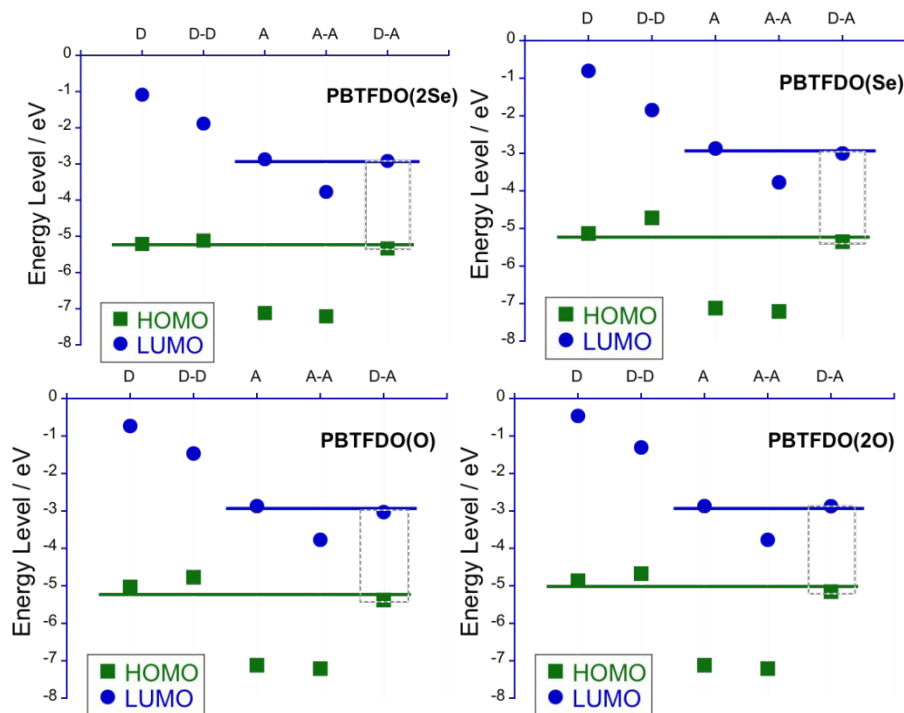 D D-D A A-A D-A
0
-1
-2
-3
-4
-5
-6
-7
-8
Energy Level / eV
PBTFDO(2Se)
HOMO
LUMO
D D-D A A-A D-A
0
-1
-2
-3
-4
-5
-6
-7
-8
Energy Level / eV
PBTFDO(Se)
HOMO
LUMO
D D-D A A-A D-A
0
-1
-2
-3
-4
-5
-6
-7
-8
Energy Level / eV
PBTFDO(O)
HOMO
LUMO
D D-D A A-A D-A
0
-1
-2
-3
-4
-5
-6
-7
-8
Energy Level / eV
PBTFDO(2O)
HOMO
LUMO